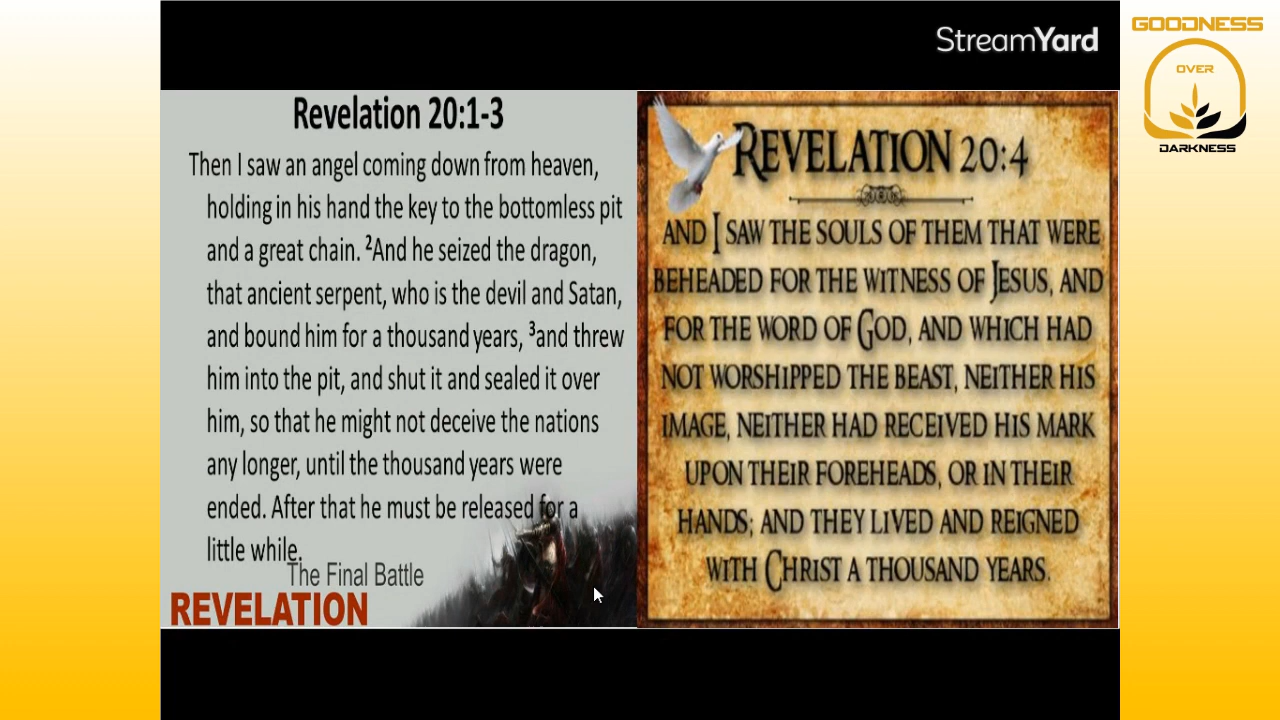 StreamYard
GOODNESS
OVER
DARKNESS
Revelation 20:1-3
Then I saw an angel coming down from heaven,
holding in his hand the key to the bottomless pit
and a great chain. ²And he seized the dragon,
that ancient serpent, who is the devil and Satan,
and bound him for a thousand years, ³and threw
him into the pit, and shut it and sealed it over
him, so that he might not deceive the nations
any longer, until the thousand years were
ended. After that he must be released for a
little while.
The Final Battle
REVELATION
REVELATION 20:4
AND I SAW THE SOULS OF THEM THAT WERE
BEHEADED FOR THE WITNESS OF JESUS, AND
FOR THE WORD OF GOD, AND WHICH HAD
NOT WORSHIPPED THE BEAST, NEITHER HIS
IMAGE, NEITHER HAD RECEIVED HIS MARK
UPON THEIR FOREHEADS, OR IN THEIR
HANDS; AND THEY LIVED AND REIGNED
WITH CHRIST A THOUSAND YEARS.